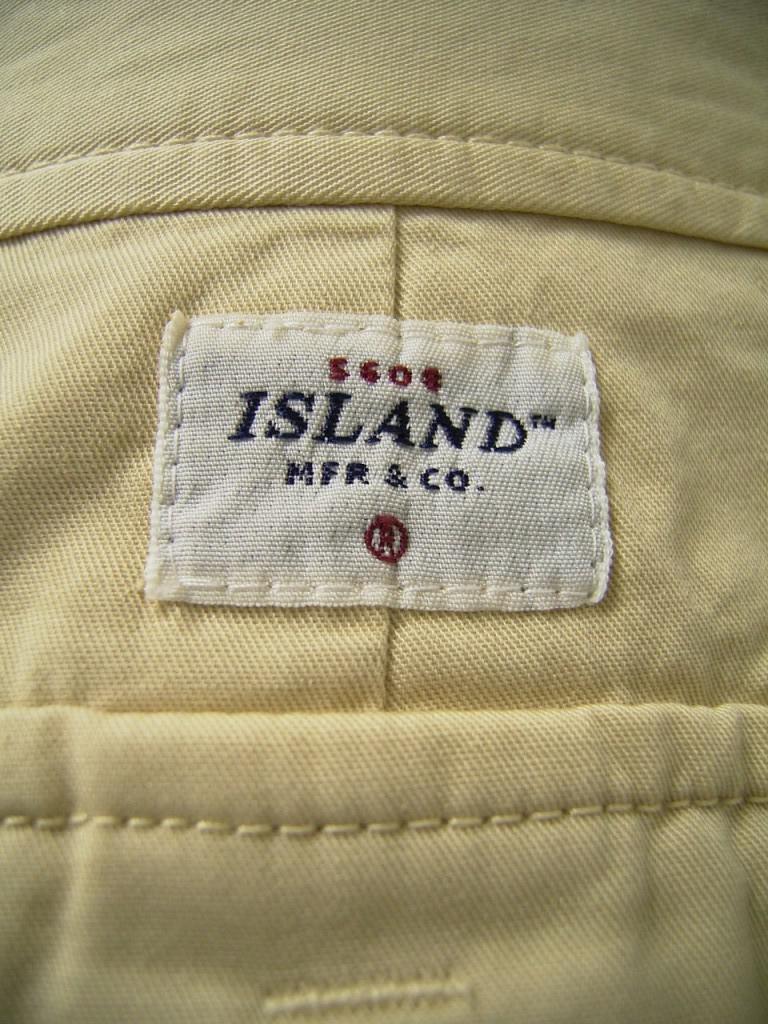 5608
ISLAND™
MFR & CO.